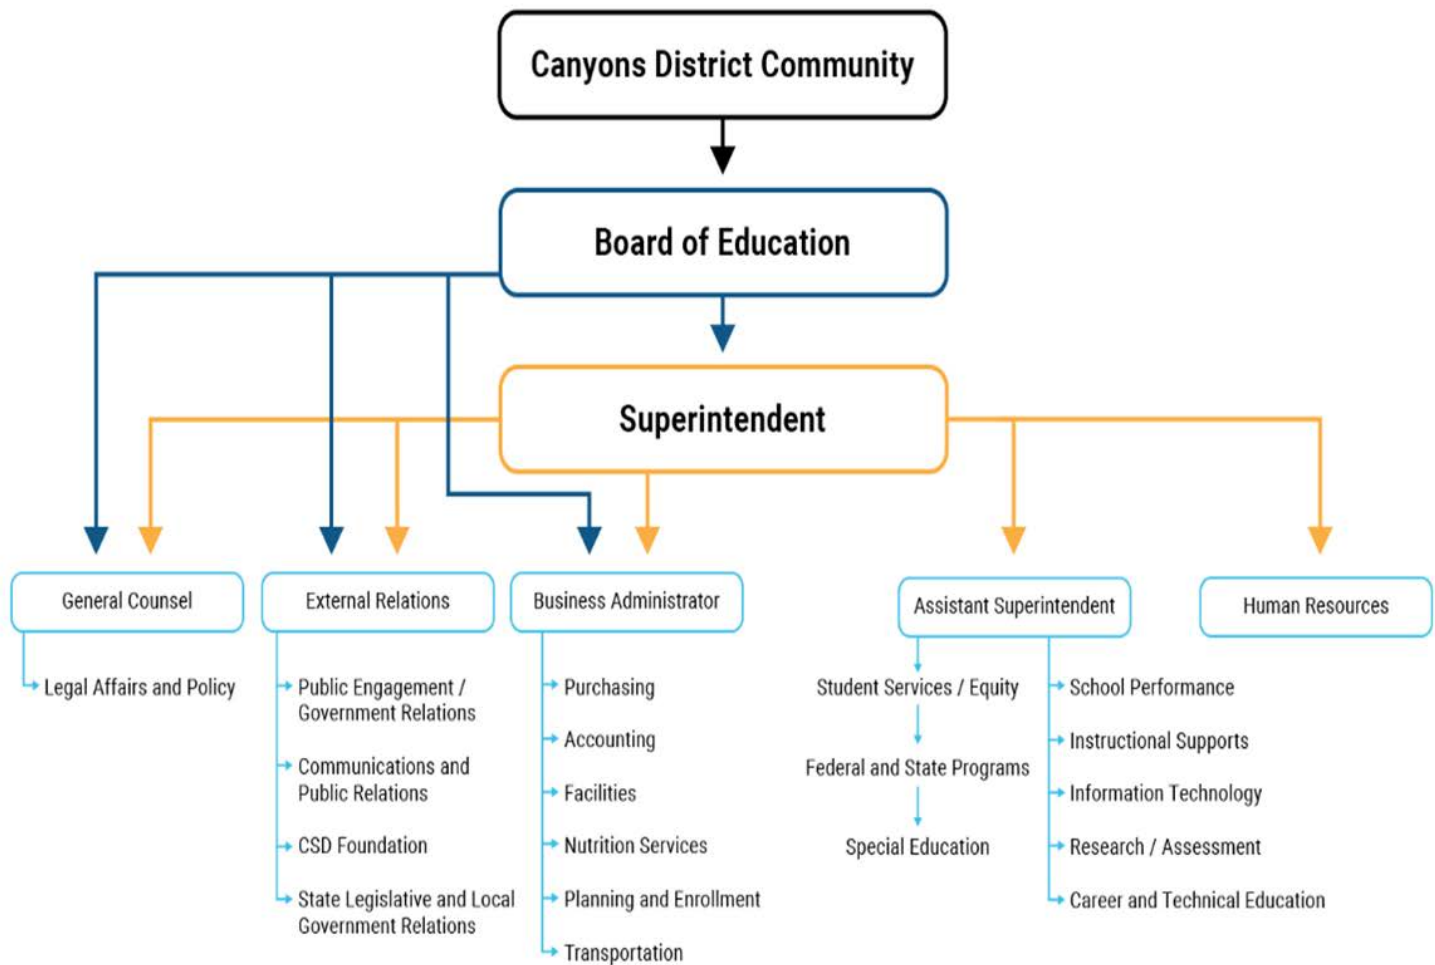 Canyons District Community
Board of Education
Superintendent
General Counsel
External Relations
Business Administrator
Assistant Superintendent
Human Resources
Legal Affairs and Policy
Public Engagement /
Government Relations
Communications and
Public Relations
CSD Foundation
State Legislative and Local
Government Relations
Purchasing
Accounting
Facilities
Nutrition Services
Planning and Enrollment
Transportation
Student Services / Equity
Federal and State Programs
Special Education
School Performance
Instructional Supports
Information Technology
Research / Assessment
Career and Technical Education